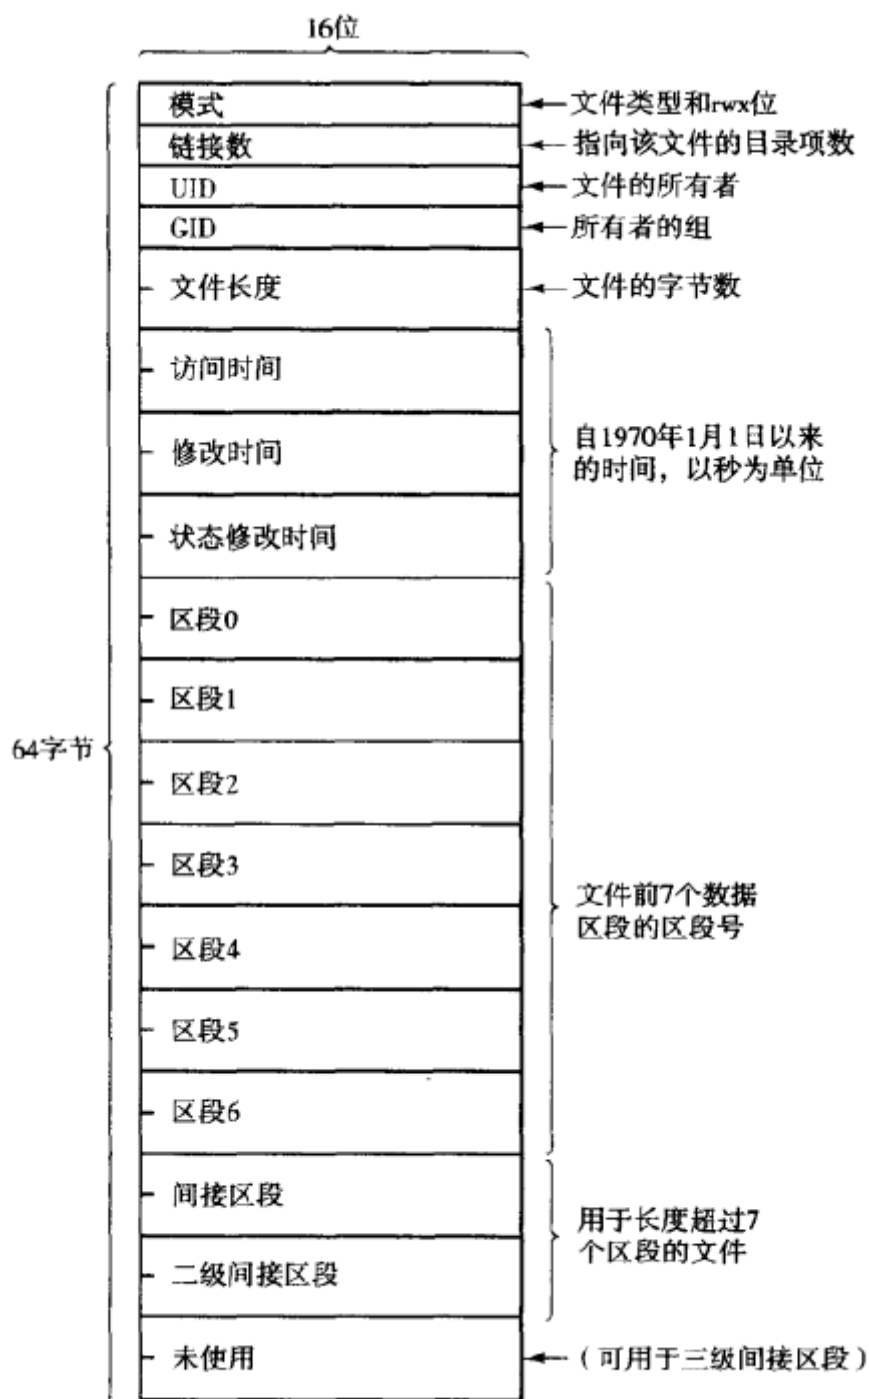 16位
模式
文件类型和rwx位
链接数
指向该文件的目录项数
UID
文件的所有者
GID
所有者的组
文件长度
文件的字节数
访问时间
修改时间
状态修改时间
自1970年1月1日以来
的时间，以秒为单位
64字节
区段0
区段1
区段2
区段3
区段4
区段5
区段6
文件前7个数据
区段的区段号
间接区段
二级间接区段
用于长度超过7
个区段的文件
未使用
（可用于三级间接区段）